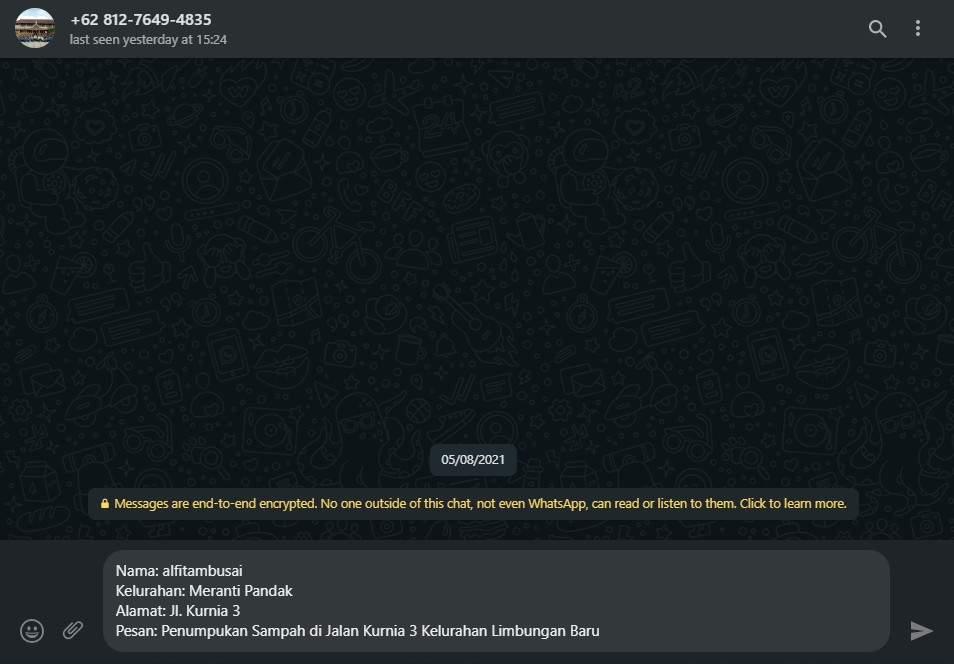 +62 812-7649-4835
last seen yesterday at 15:24
05/08/2021
Messages are end-to-end encrypted. No one outside of this chat, not even WhatsApp, can read or listen to them. Click to learn more.
Nama: alfitambusai
Kelurahan: Meranti Pandak
Alamat: Jl. Kurnia 3
Pesan: Penumpukan Sampah di Jalan Kurnia 3 Kelurahan Limbungan Baru